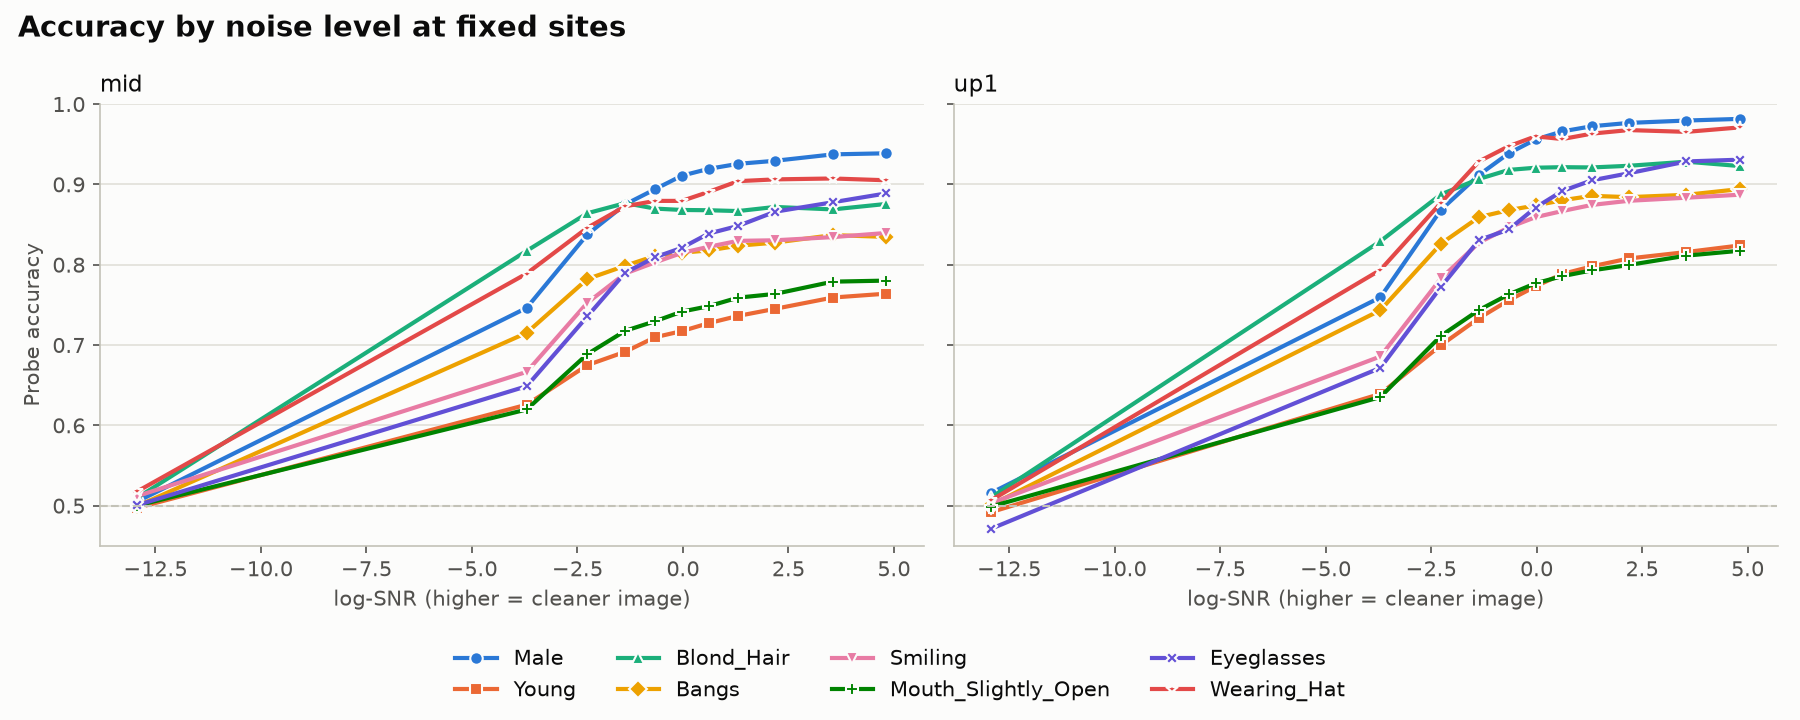 Accuracy by noise level at fixed sites
mid
up1
Probe accuracy
1.0
0.9
0.8
0.7
0.6
0.5
−12.5 −10.0 −7.5 −5.0 −2.5 0.0 2.5 5.0
−12.5 −10.0 −7.5 −5.0 −2.5 0.0 2.5 5.0
log-SNR (higher = cleaner image)
log-SNR (higher = cleaner image)
Male Blond_Hair Smiling Eyeglasses
Young Bangs Mouth_Slightly_Open Wearing_Hat